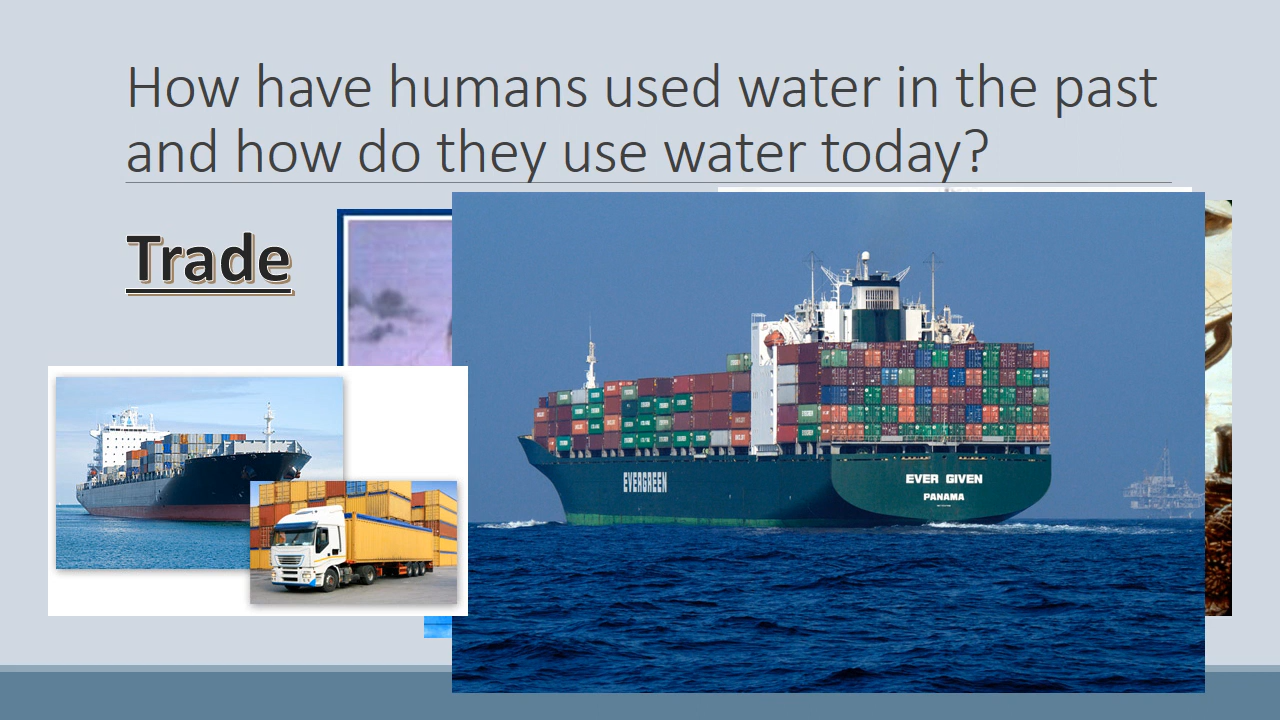 How have humans used water in the past
and how do they use water today?
Trade
EVERGREEN
EVER GIVEN
PANAMA